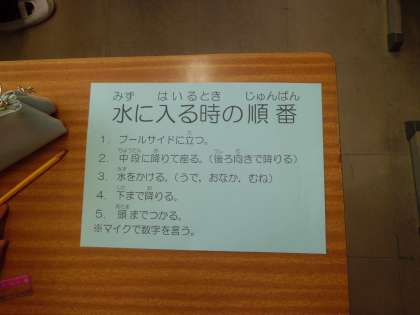 みず はいるとき じゅんばん
水に入る時の順番
1. プールサイドに立つ。
2. 中段に降りて座る。(後ろ向きで降りる)
3. 水をかける。(うで、おなか、むね)
4. 下まで降りる。
5. 頭までつかる。
※マイクで数字を言う。